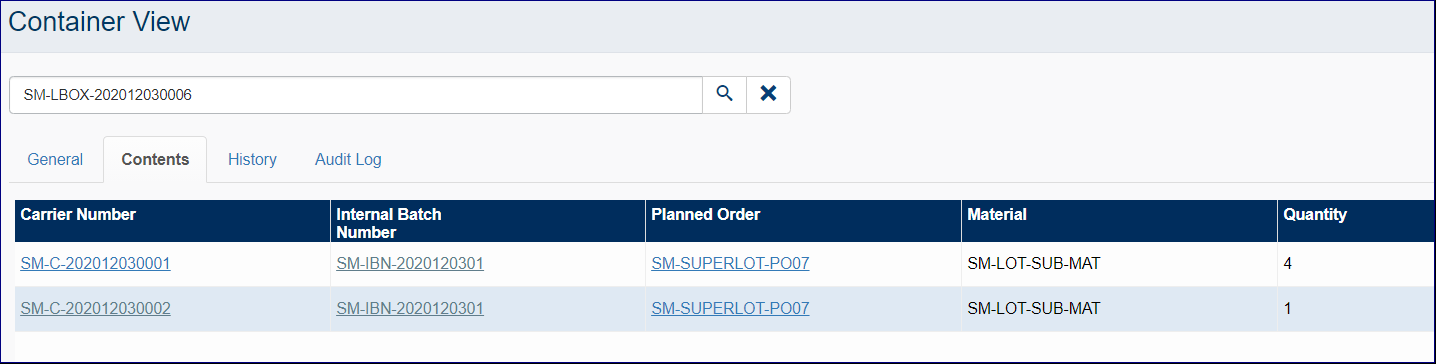 Container View
SM-LBOX-202012030006
General Contents History Audit Log
Carrier Number Internal Batch Number Planned Order Material Quantity
SM-C-202012030001 SM-IBN-2020120301 SM-SUPERLOT-PO07 SM-LOT-SUB-MAT 4
SM-C-202012030002 SM-IBN-2020120301 SM-SUPERLOT-PO07 SM-LOT-SUB-MAT 1